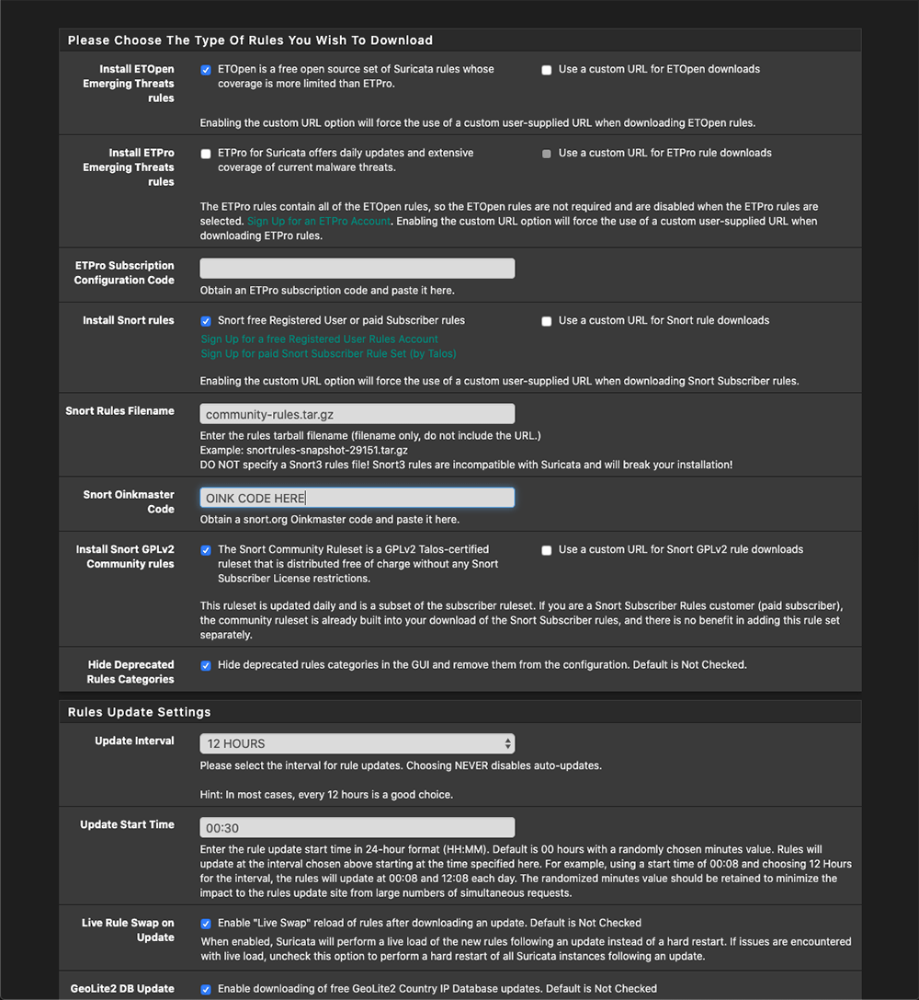 Please Choose The Type Of Rules You Wish To Download
Install ETOpen
Emerging Threats
rules
ETOpen is a free open source set of Suricata rules whose
coverage is more limited than ETPro.
Use a custom URL for ETOpen downloads
Enabling the custom URL option will force the use of a custom user-supplied URL when downloading ETOpen rules.
Install ETPro
Emerging Threats
rules
ETPro for Suricata offers daily updates and extensive
coverage of current malware threats.
Use a custom URL for ETPro rule downloads
The ETPro rules contain all of the ETOpen rules, so the ETOpen rules are not required and are disabled when the ETPro rules are
selected. Sign Up for an ETPro Account. Enabling the custom URL option will force the use of a custom user-supplied URL when
downloading ETPro rules.
ETPro Subscription
Configuration Code
Obtain an ETPro subscription code and paste it here.
Install Snort rules
Snort free Registered User or paid Subscriber rules
Use a custom URL for Snort rule downloads
Sign Up for a free Registered User Rules Account
Sign Up for paid Snort Subscriber Rule Set (by Talos)
Enabling the custom URL option will force the use of a custom user-supplied URL when downloading Snort Subscriber rules.
Snort Rules Filename
community-rules.tar.gz
Enter the rules tarball filename (filename only, do not include the URL.)
Example: snortrules-snapshot-29151.tar.gz
DO NOT specify a Snort3 rules file! Snort3 rules are incompatible with Suricata and will break your installation!
Snort Oinkmaster
Code
OINK CODE HERE
Obtain a snort.org Oinkmaster code and paste it here.
Install Snort GPLv2
Community rules
The Snort Community Ruleset is a GPLv2 Talos-certified
ruleset that is distributed free of charge without any Snort
Subscriber License restrictions.
Use a custom URL for Snort GPLv2 rule downloads
This ruleset is updated daily and is a subset of the subscriber ruleset. If you are a Snort Subscriber Rules customer (paid subscriber),
the community ruleset is already built into your download of the Snort Subscriber rules, and there is no benefit in adding this rule set
separately.
Hide Deprecated
Rules Categories
Hide deprecated rules categories in the GUI and remove them from the configuration. Default is Not Checked.
Rules Update Settings
Update Interval
12 HOURS
Please select the interval for rule updates. Choosing NEVER disables auto-updates.
Hint: In most cases, every 12 hours is a good choice.
Update Start Time
00:30
Enter the rule update start time in 24-hour format (HH:MM). Default is 00 hours with a randomly chosen minutes value. Rules will
update at the interval chosen above starting at the time specified here. For example, using a start time of 00:08 and choosing 12 Hours
for the interval, the rules will update at 00:08 and 12:08 each day. The randomized minutes value should be retained to minimize the
impact to the rules update site from large numbers of simultaneous requests.
Live Rule Swap on
Update
Enable "Live Swap" reload of rules after downloading an update. Default is Not Checked
When enabled, Suricata will perform a live load of the new rules following an update instead of a hard restart. If issues are encountered
with live load, uncheck this option to perform a hard restart of all Suricata instances following an update.
GeoLite2 DB Update
Enable downloading of free GeoLite2 Country IP Database updates. Default is Not Checked